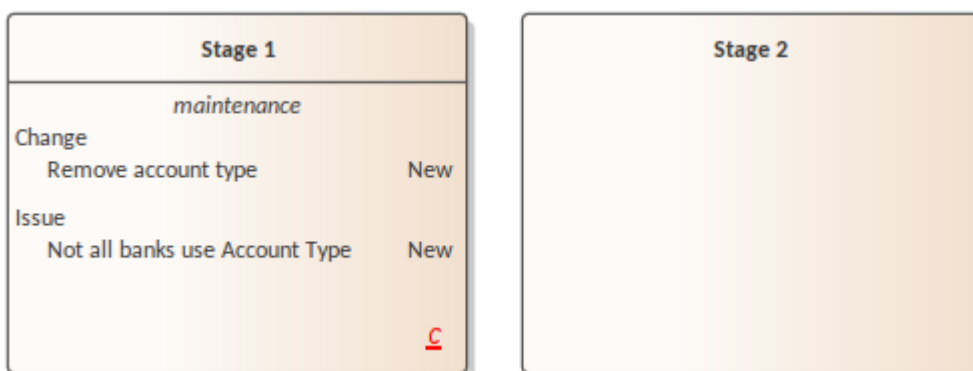 Stage 1
maintenance
Change
Remove account type New
Issue
Not all banks use Account Type New
C
Stage 2